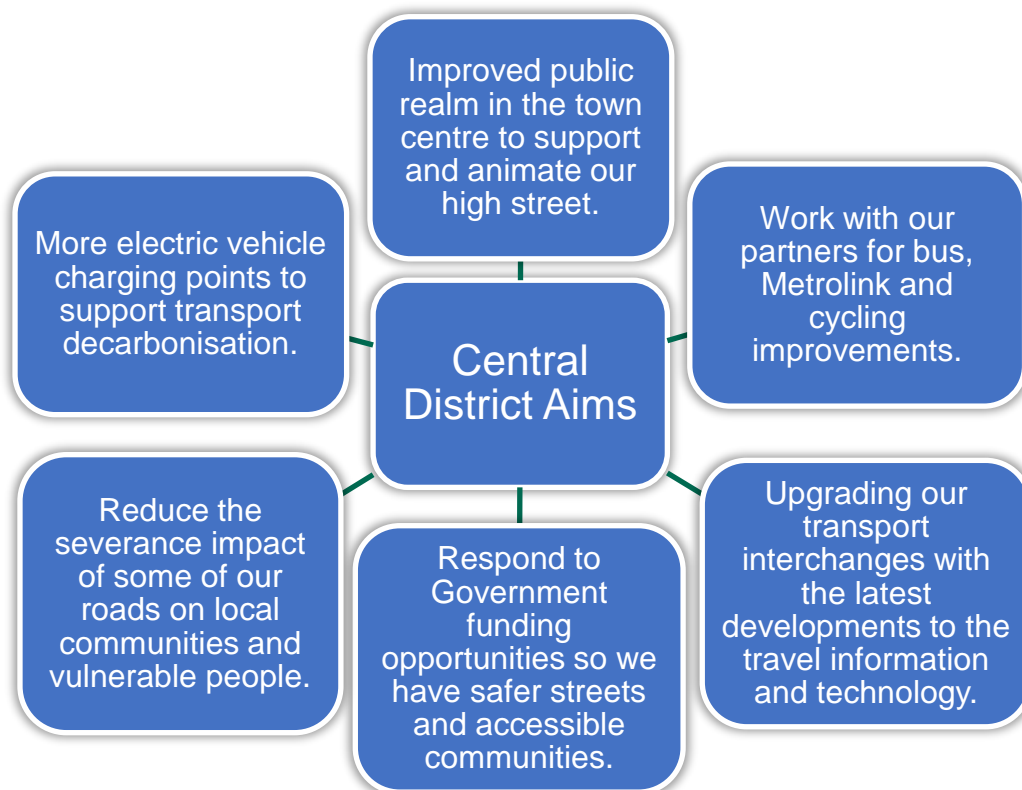 Improved public
realm in the town
centre to support
and animate our
high street.
Work with our
partners for bus,
Metrolink and
cycling
improvements.
Upgrading our
transport
interchanges with
the latest
developments to the
travel information
and technology.
Respond to
Government
funding
opportunities so we
have safer streets
and accessible
communities.
Reduce the
severance impact
of some of our
roads on local
communities and
vulnerable people.
More electric vehicle
charging points to
support transport
decarbonisation.
Central
District Aims